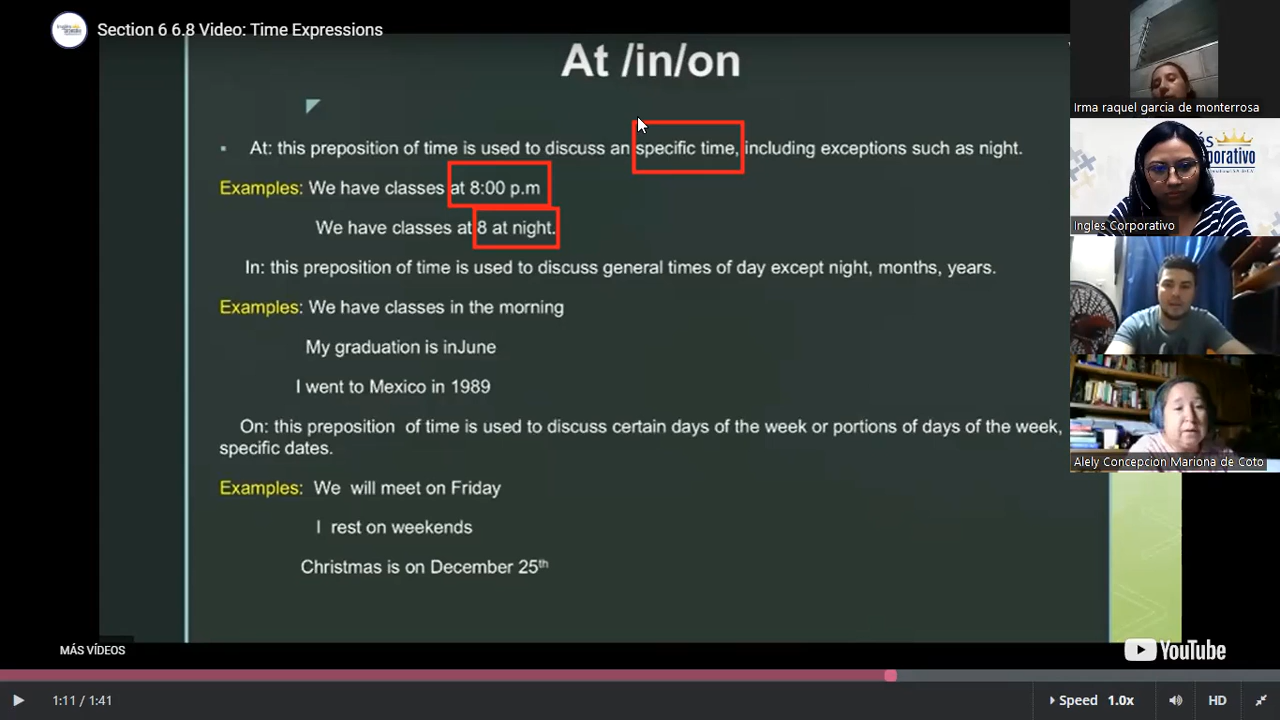 Section 6 6.8 Video: Time Expressions
At /in/on
At: this preposition of time is used to discuss an specific time, including exceptions such as night.
Examples: We have classes at 8:00 p.m
We have classes at 8 at night.
In: this preposition of time is used to discuss general times of day except night, months, years.
Examples: We have classes in the morning
My graduation is inJune
I went to Mexico in 1989
On: this preposition of time is used to discuss certain days of the week or portions of days of the week,
specific dates.
Examples: We will meet on Friday
I rest on weekends
Christmas is on December 25th
MÁS VÍDEOS
YouTube
1:11 / 1:41
Speed 1.0x
HD
Irma raquel garcia de monterrosa
Ingles Corporativo
Alely Concepcion Mariona de Coto